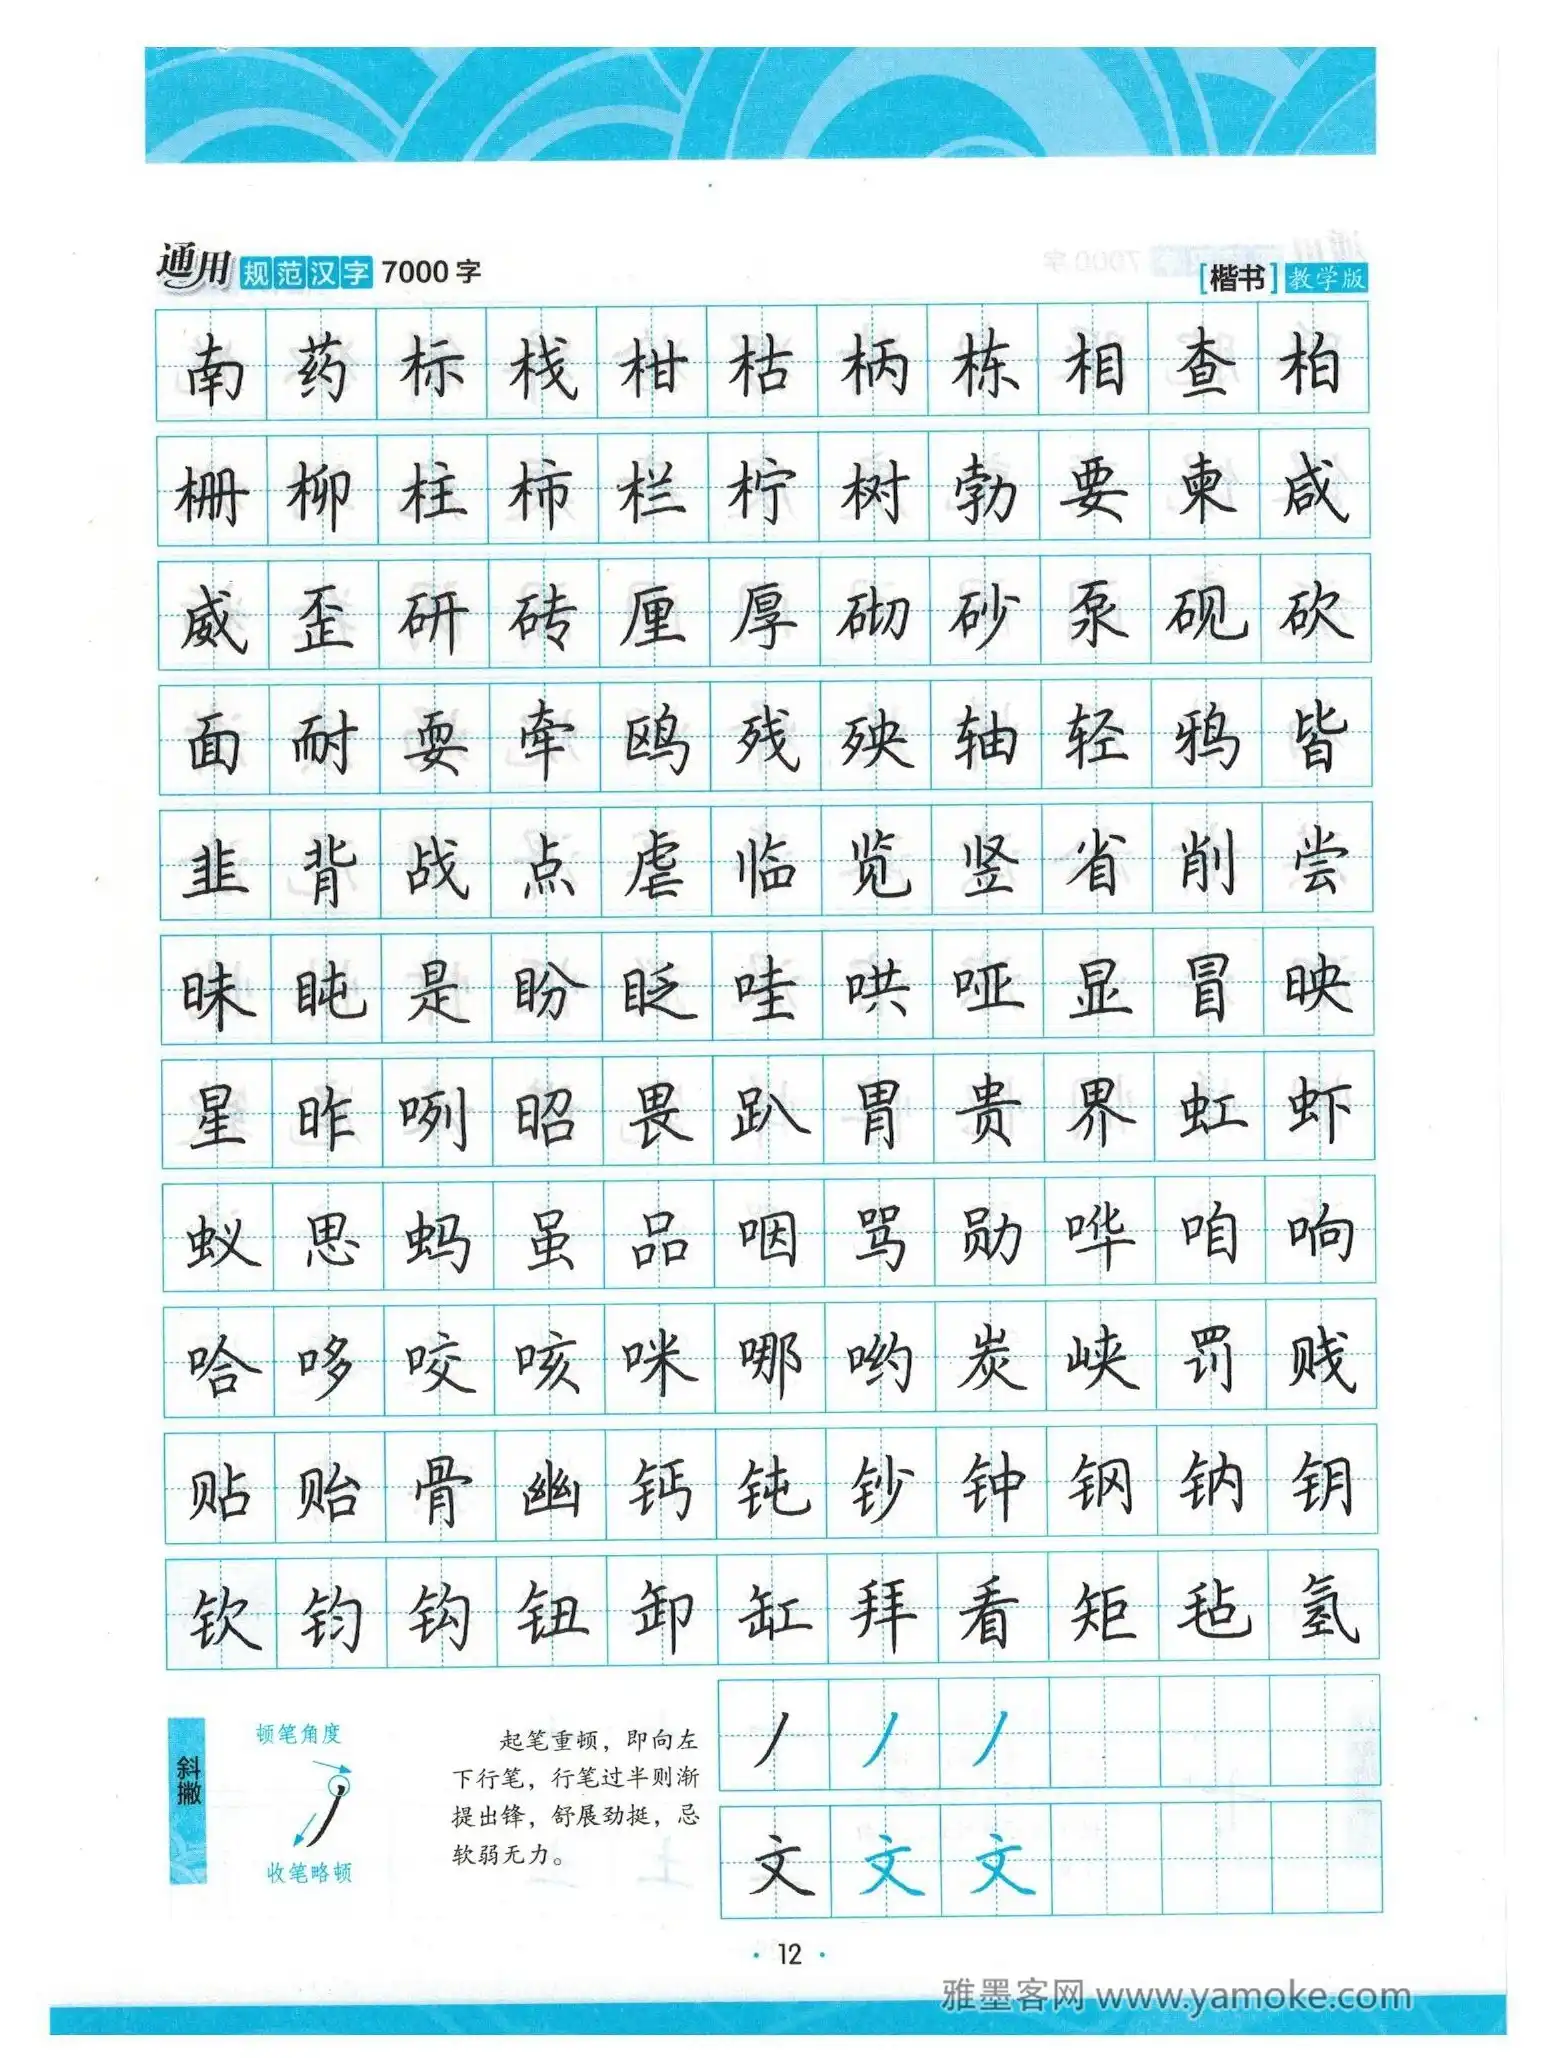 通用规范汉字 7000 字 [楷书] 教学版
南药标栈柑枯柄栋相查柏
栅柳柱柿栏柠树勃要柬咸
威歪研砖厘厚砌砂泵砚砍
面耐耍牵鸥残殃轴轻鸦皆
韭背战点虐临览竖省削尝
昧盹是盼眨哇哄哑显冒映
星昨咧昭畏趴胃贵界虹虾
蚁思蚂虽品咽骂勋哗咱响
哈哆咬咳咪哪哟炭峡罚贱
贴贻骨幽钙钝钞钟钢钠钥
钦钧钩钮卸缸拜看矩毡氢
斜撇
顿笔角度
收笔略顿
起笔重顿，即向左
下行笔，行笔过半则渐
提出锋，舒展劲挺，忌
软弱无力。
丿丿丿
文文文
· 12 ·
雅墨客网 www.yamoke.com